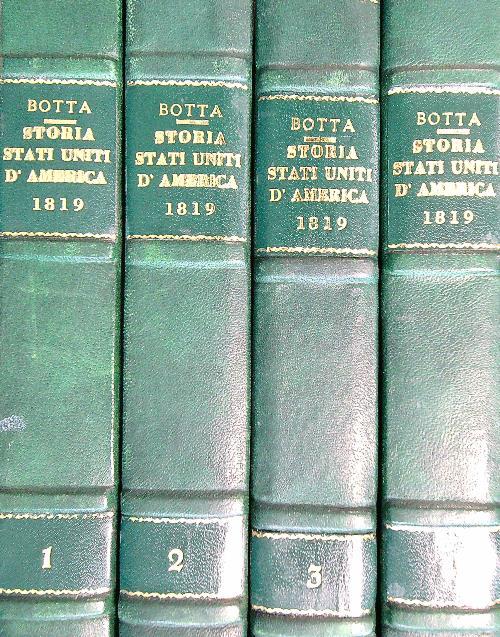 BOTTA
STORIA
STATI UNITI
D' AMERICA
1819
1
BOTTA
STORIA
STATI UNITI
D' AMERICA
1819
2
BOTTA
STORIA
STATI UNITI
D' AMERICA
1819
3
BOTTA
STORIA
STATI UNITI
D' AMERICA
1819